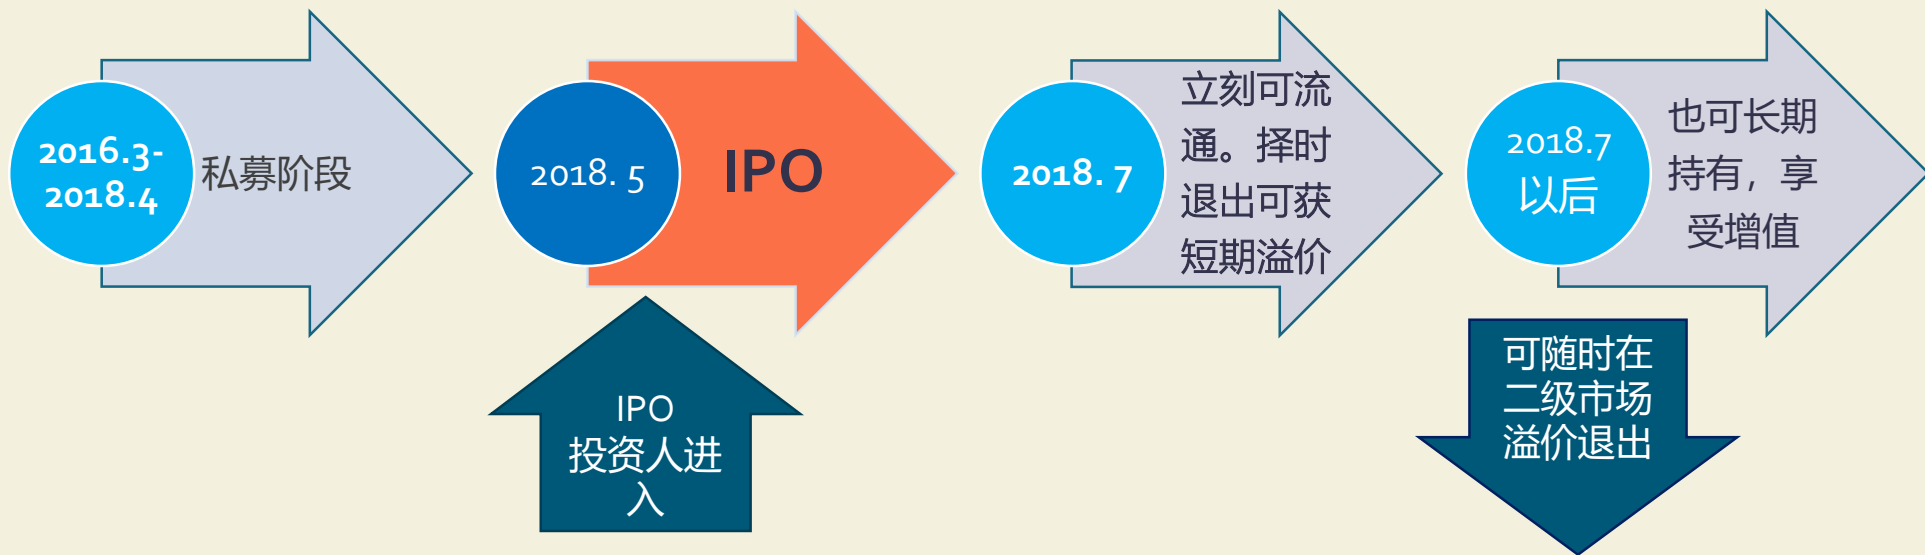 2016.3-
2018.4
私募阶段
2018. 5
IPO
2018. 7
立刻可流
通。择时
退出可获
短期溢价
2018.7
以后
也可长期
持有，享
受增值
IPO
投资人进
入
可随时在
二级市场
溢价退出